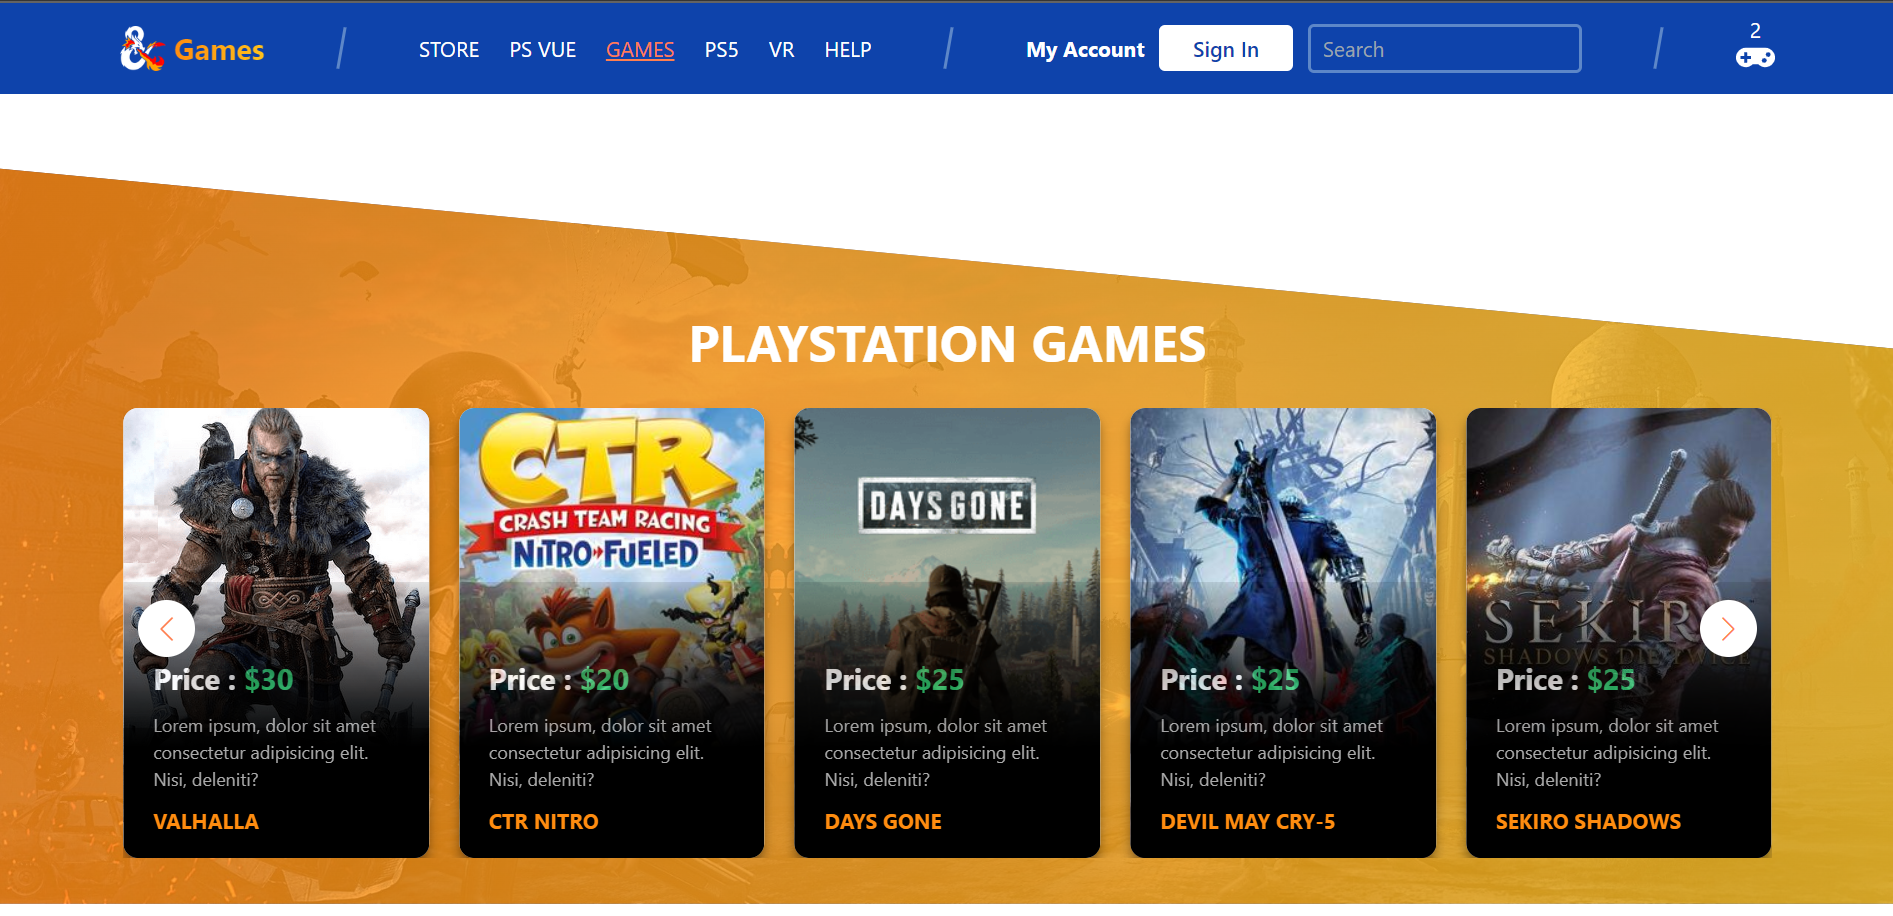 Games
STORE PS VUE GAMES PS5 VR HELP
My Account Sign In Search
2
PLAYSTATION GAMES
CTR
CRASH TEAM RACING
NITRO FUELED
DAYS GONE
SEKIR
SHADOWS DIE TWICE
Price : $30
Lorem ipsum, dolor sit amet
consectetur adipisicing elit.
Nisi, deleniti?
VALHALLA
Price : $20
Lorem ipsum, dolor sit amet
consectetur adipisicing elit.
Nisi, deleniti?
CTR NITRO
Price : $25
Lorem ipsum, dolor sit amet
consectetur adipisicing elit.
Nisi, deleniti?
DAYS GONE
Price : $25
Lorem ipsum, dolor sit amet
consectetur adipisicing elit.
Nisi, deleniti?
DEVIL MAY CRY-5
Price : $25
Lorem ipsum, dolor sit amet
consectetur adipisicing elit.
Nisi, deleniti?
SEKIRO SHADOWS